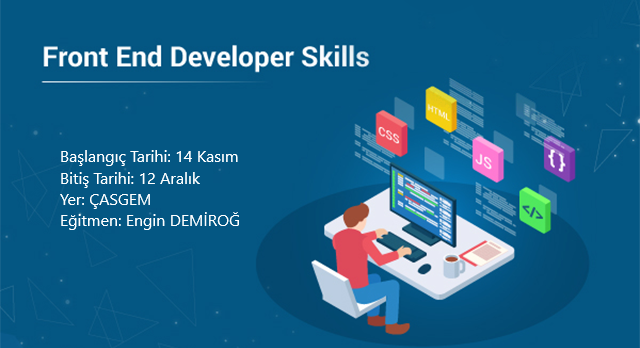 Front End Developer Skills
Başlangıç Tarihi: 14 Kasım
Bitiş Tarihi: 12 Aralık
Yer: ÇASGEM
Eğitmen: Engin DEMİROĞ
HTML
CSS
JS
{ }
</>